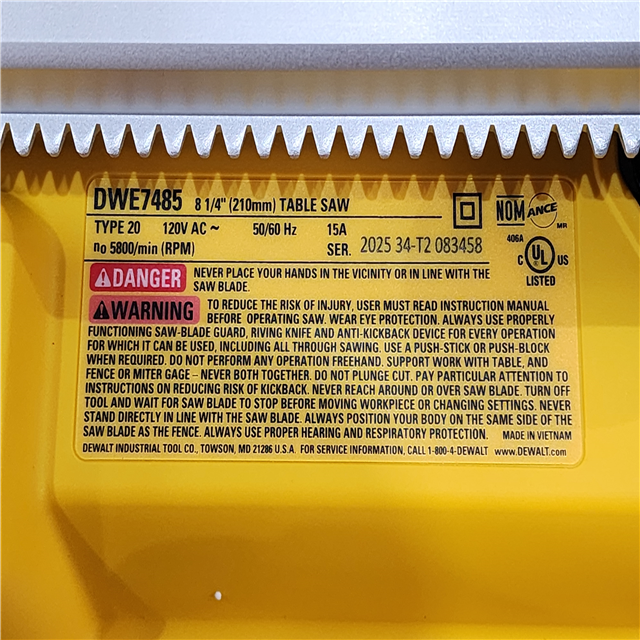 DWE7485 8 1/4" (210mm) TABLE SAW
TYPE 20 120V AC ~ 50/60 Hz 15A
no 5800/min (RPM) SER. 2025 34-T2 083458
NOM ANCE MR
406A
C UL US
LISTED
DANGER NEVER PLACE YOUR HANDS IN THE VICINITY OR IN LINE WITH THE
SAW BLADE.
WARNING TO REDUCE THE RISK OF INJURY, USER MUST READ INSTRUCTION MANUAL
BEFORE OPERATING SAW. WEAR EYE PROTECTION. ALWAYS USE PROPERLY
FUNCTIONING SAW-BLADE GUARD, RIVING KNIFE AND ANTI-KICKBACK DEVICE FOR EVERY OPERATION
FOR WHICH IT CAN BE USED, INCLUDING ALL THROUGH SAWING. USE A PUSH-STICK OR PUSH-BLOCK
WHEN REQUIRED. DO NOT PERFORM ANY OPERATION FREEHAND. SUPPORT WORK WITH TABLE, AND
FENCE OR MITER GAGE – NEVER BOTH TOGETHER. DO NOT PLUNGE CUT. PAY PARTICULAR ATTENTION TO
INSTRUCTIONS ON REDUCING RISK OF KICKBACK. NEVER REACH AROUND OR OVER SAW BLADE. TURN OFF
TOOL AND WAIT FOR SAW BLADE TO STOP BEFORE MOVING WORKPIECE OR CHANGING SETTINGS. NEVER
STAND DIRECTLY IN LINE WITH THE SAW BLADE. ALWAYS POSITION YOUR BODY ON THE SAME SIDE OF THE
SAW BLADE AS THE FENCE. ALWAYS USE PROPER HEARING AND RESPIRATORY PROTECTION. MADE IN VIETNAM
DEWALT INDUSTRIAL TOOL CO., TOWSON, MD 21286 U.S.A. FOR SERVICE INFORMATION, CALL 1-800-4-DEWALT www.DEWALT.com